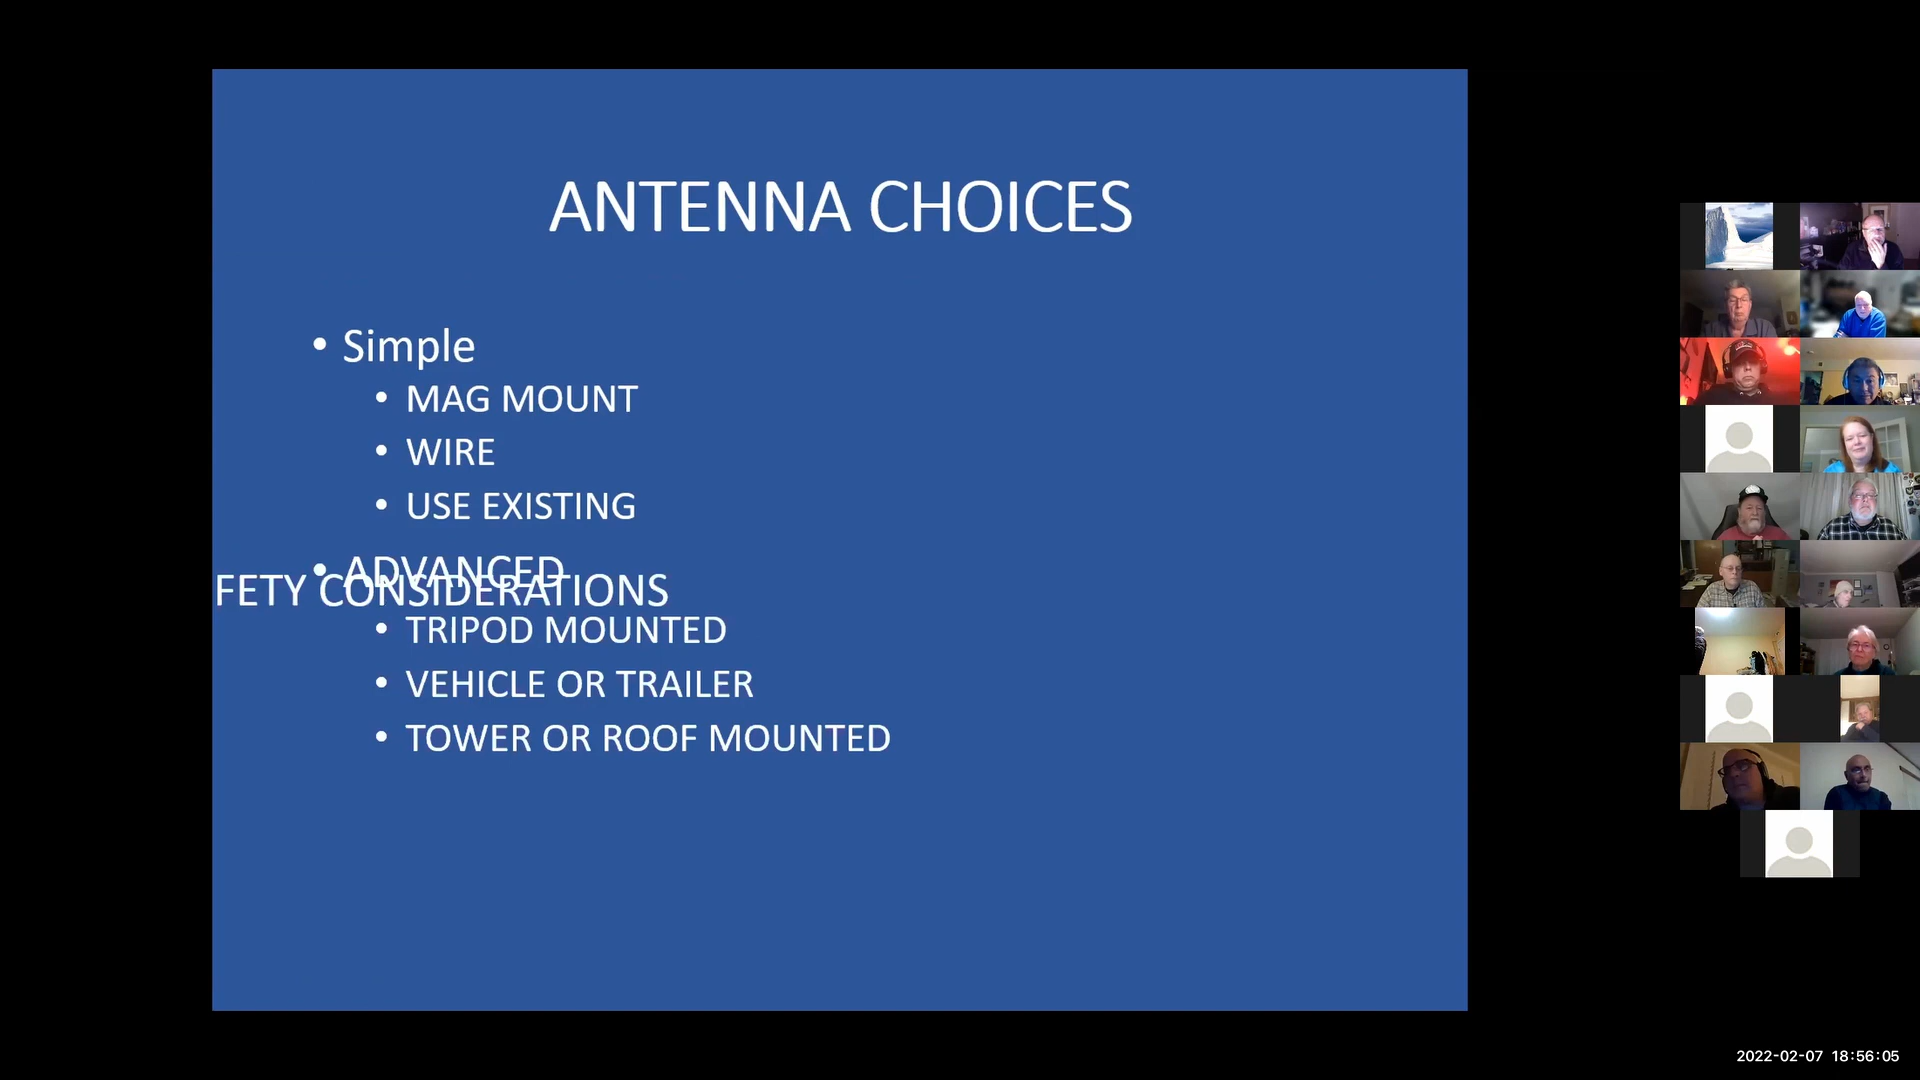 ANTENNA CHOICES
• Simple
• MAG MOUNT
• WIRE
• USE EXISTING
• ADVANCED
FETY CONSIDERATIONS
• TRIPOD MOUNTED
• VEHICLE OR TRAILER
• TOWER OR ROOF MOUNTED
2022-02-07 18:56:05